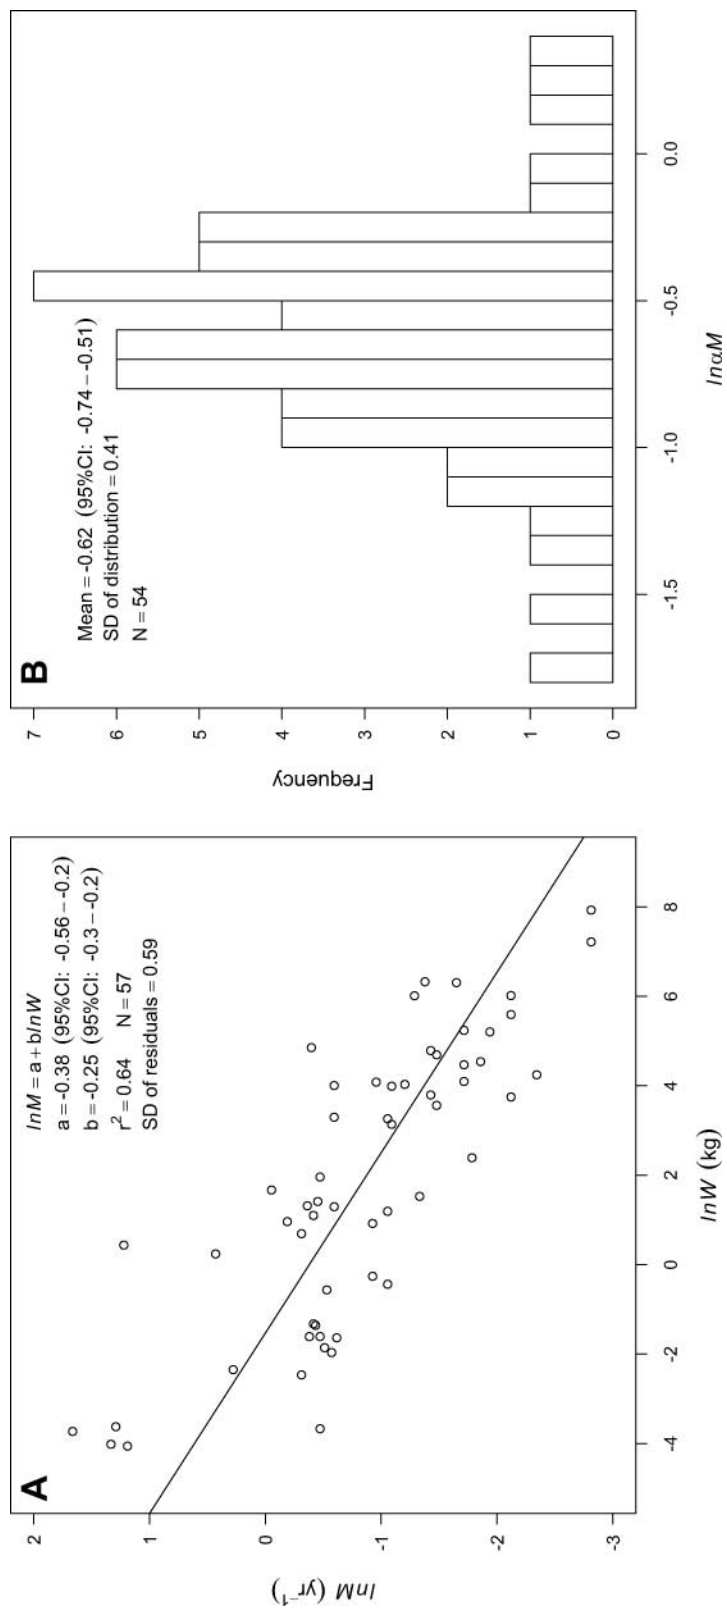 A
lnM = a + blnW
a = -0.38 (95%CI: -0.56 – -0.2)
b = -0.25 (95%CI: -0.3 – -0.2)
r² = 0.64 N = 57
SD of residuals = 0.59
lnM (yr⁻¹)
2
1
0
-1
-2
-3
-4
-2
0
2
4
6
8
lnW (kg)
B
Mean = -0.62 (95%CI: -0.74 – -0.51)
SD of distribution = 0.41
N = 54
Frequency
7
6
5
4
3
2
1
0
-1.5
-1.0
-0.5
0.0
lnαM